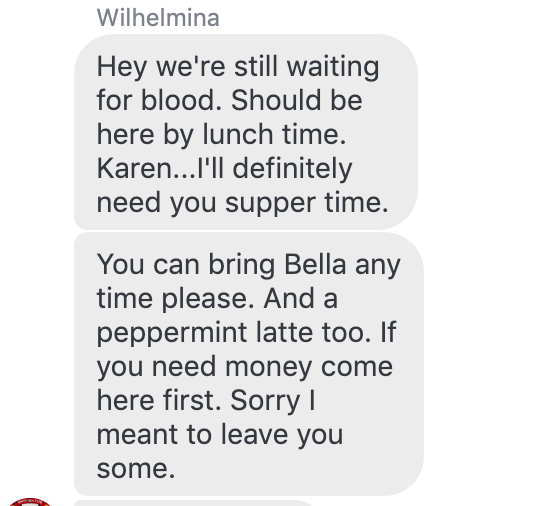 Wilhelmina
Hey we're still waiting
for blood. Should be
here by lunch time.
Karen...I'll definitely
need you supper time.
You can bring Bella any
time please. And a
peppermint latte too. If
you need money come
here first. Sorry I
meant to leave you
some.